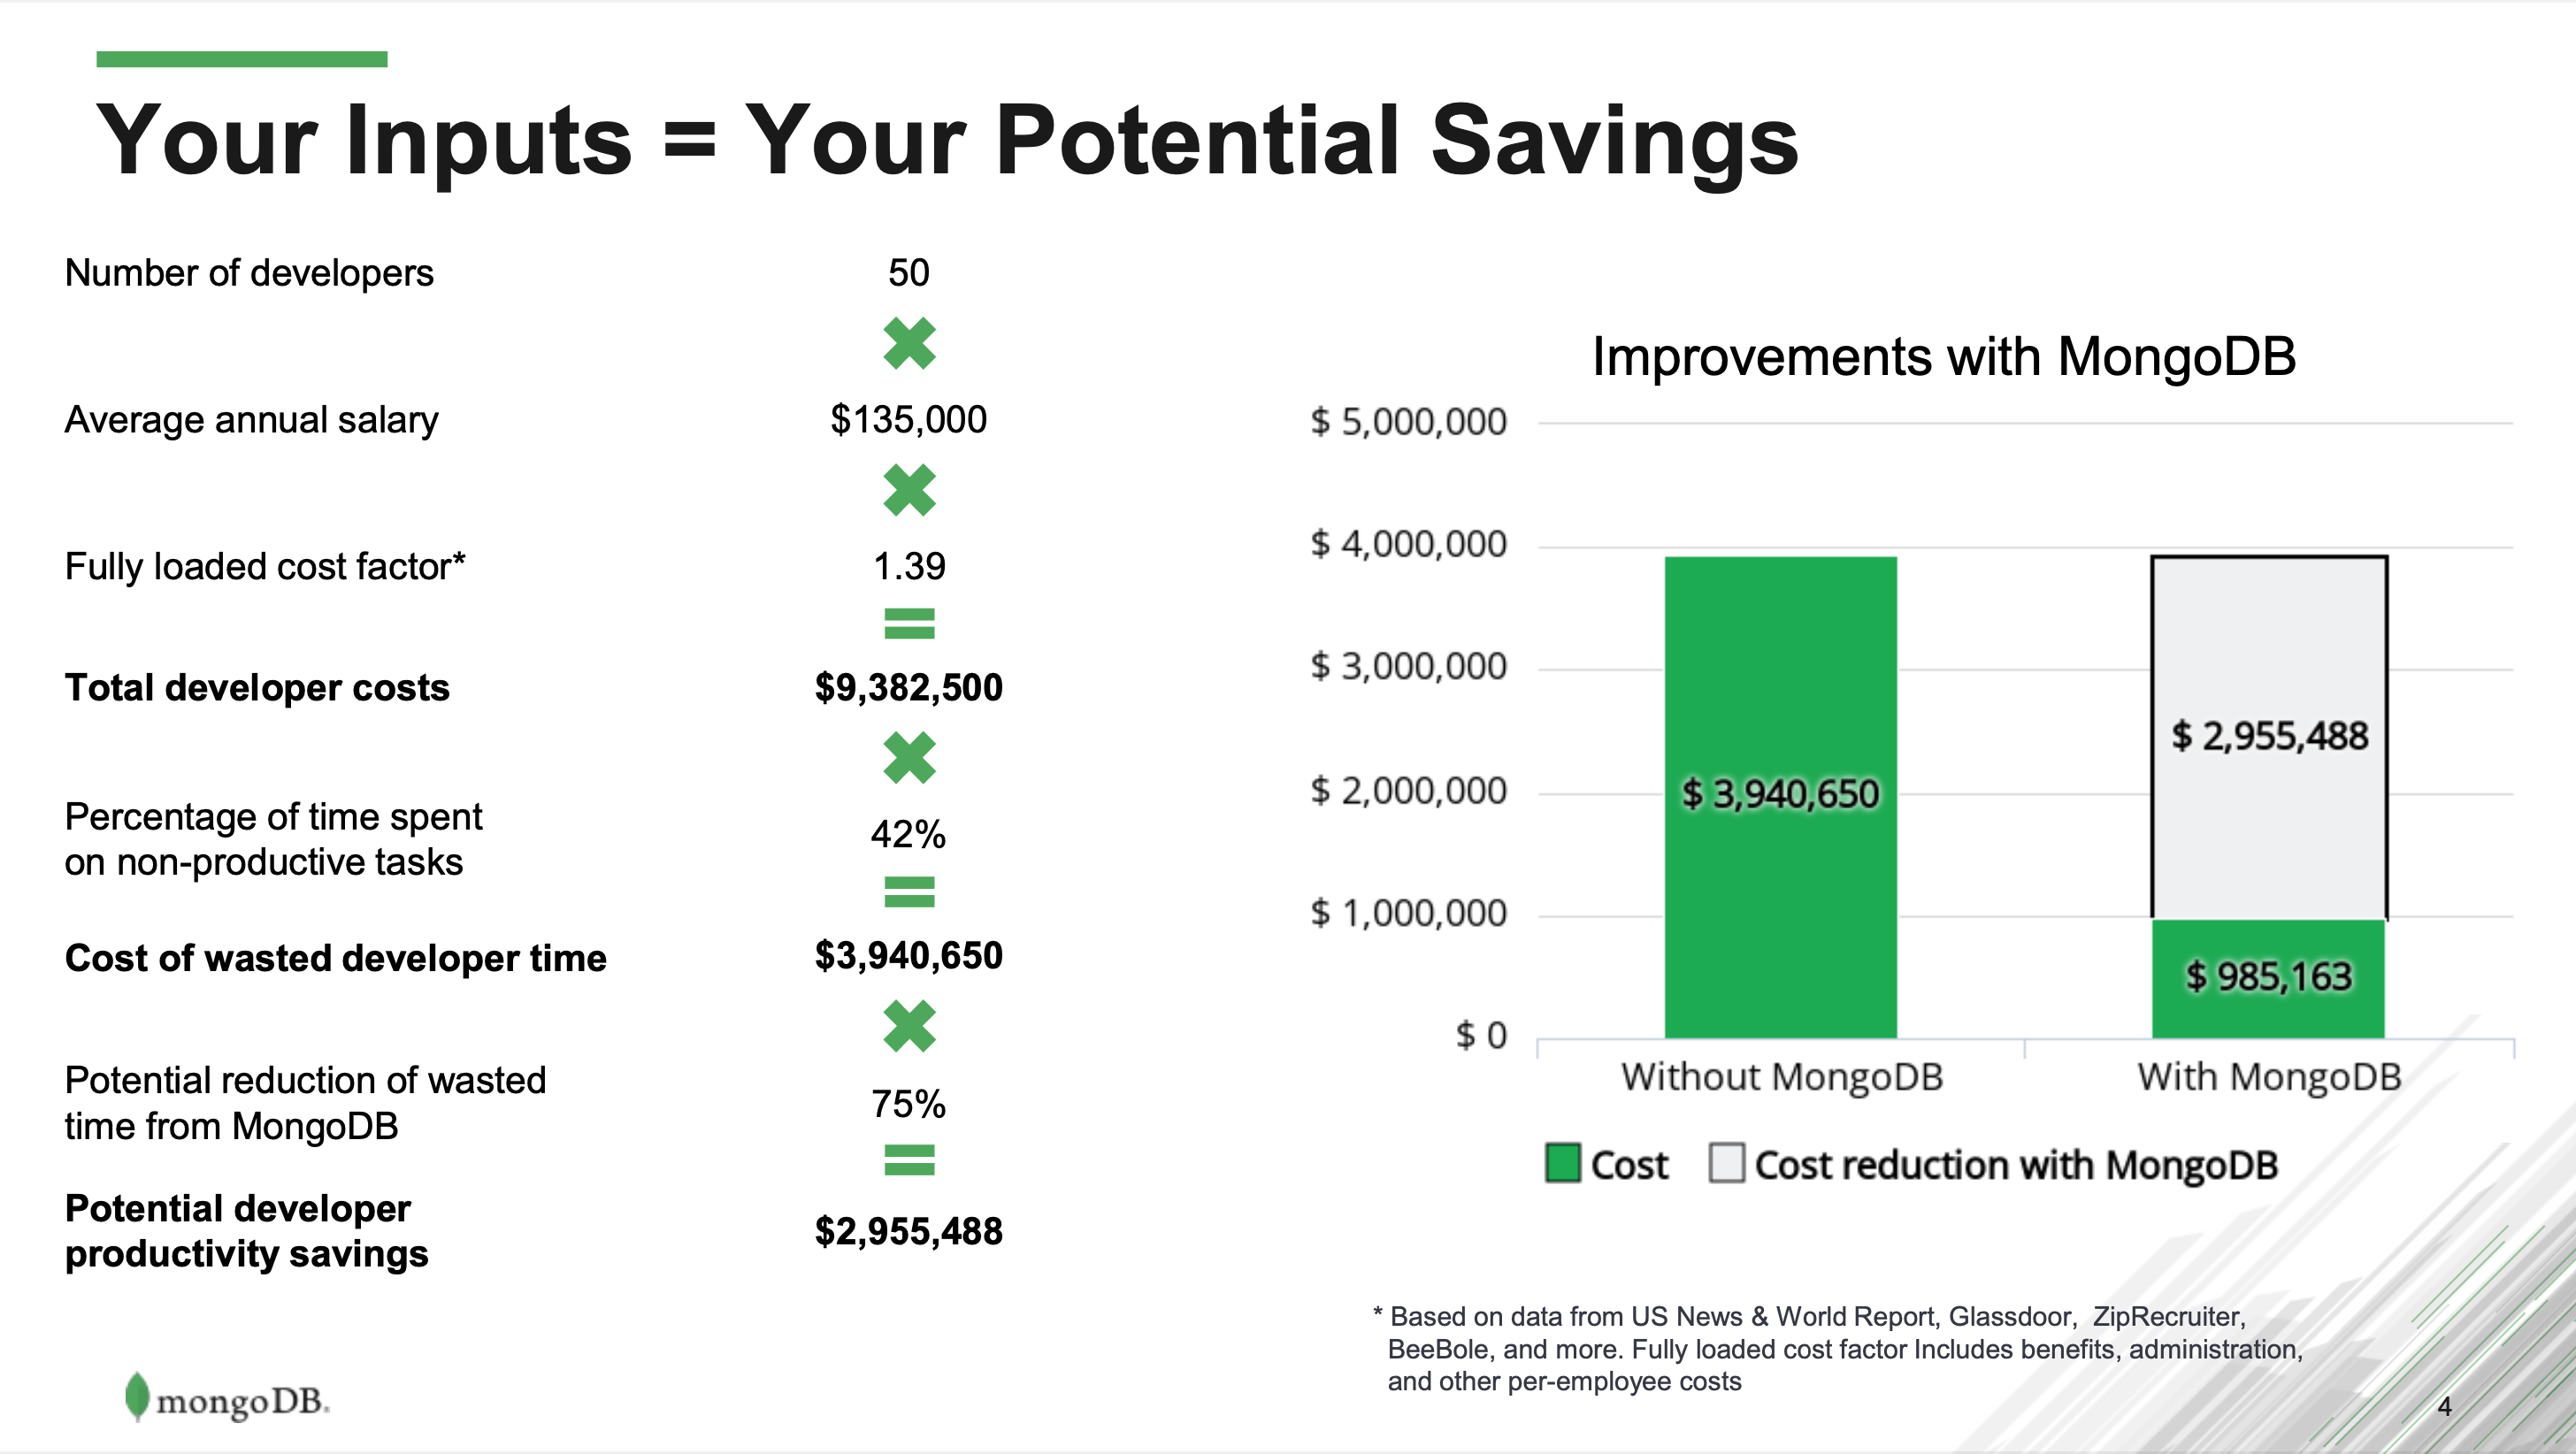 Your Inputs = Your Potential Savings
Number of developers
50
Average annual salary
$135,000
Fully loaded cost factor*
1.39
Total developer costs
$9,382,500
Percentage of time spent
on non-productive tasks
42%
Cost of wasted developer time
$3,940,650
Potential reduction of wasted
time from MongoDB
75%
Potential developer
productivity savings
$2,955,488
Improvements with MongoDB
$ 5,000,000
$ 4,000,000
$ 3,000,000
$ 2,000,000
$ 1,000,000
$ 0
$ 3,940,650
$ 2,955,488
$ 985,163
Without MongoDB
With MongoDB
Cost
Cost reduction with MongoDB
* Based on data from US News & World Report, Glassdoor, ZipRecruiter,
BeeBole, and more. Fully loaded cost factor Includes benefits, administration,
and other per-employee costs
mongoDB.
4